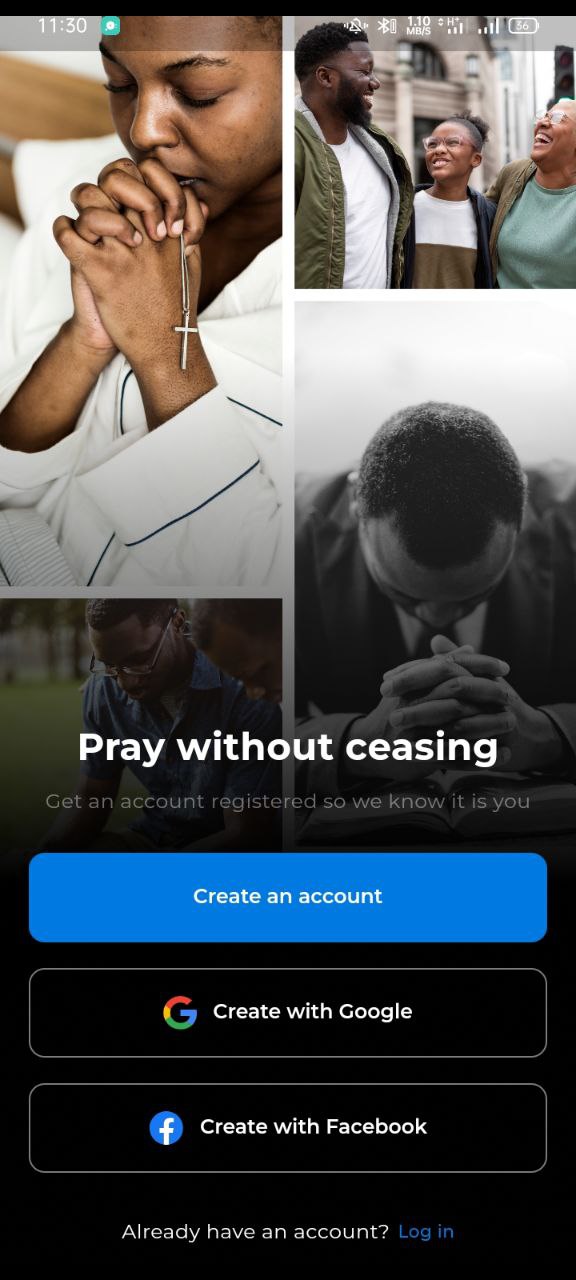 11:30
1.10
MB/S
H+
36
Pray without ceasing
Get an account registered so we know it is you
Create an account
Create with Google
Create with Facebook
Already have an account? Log in